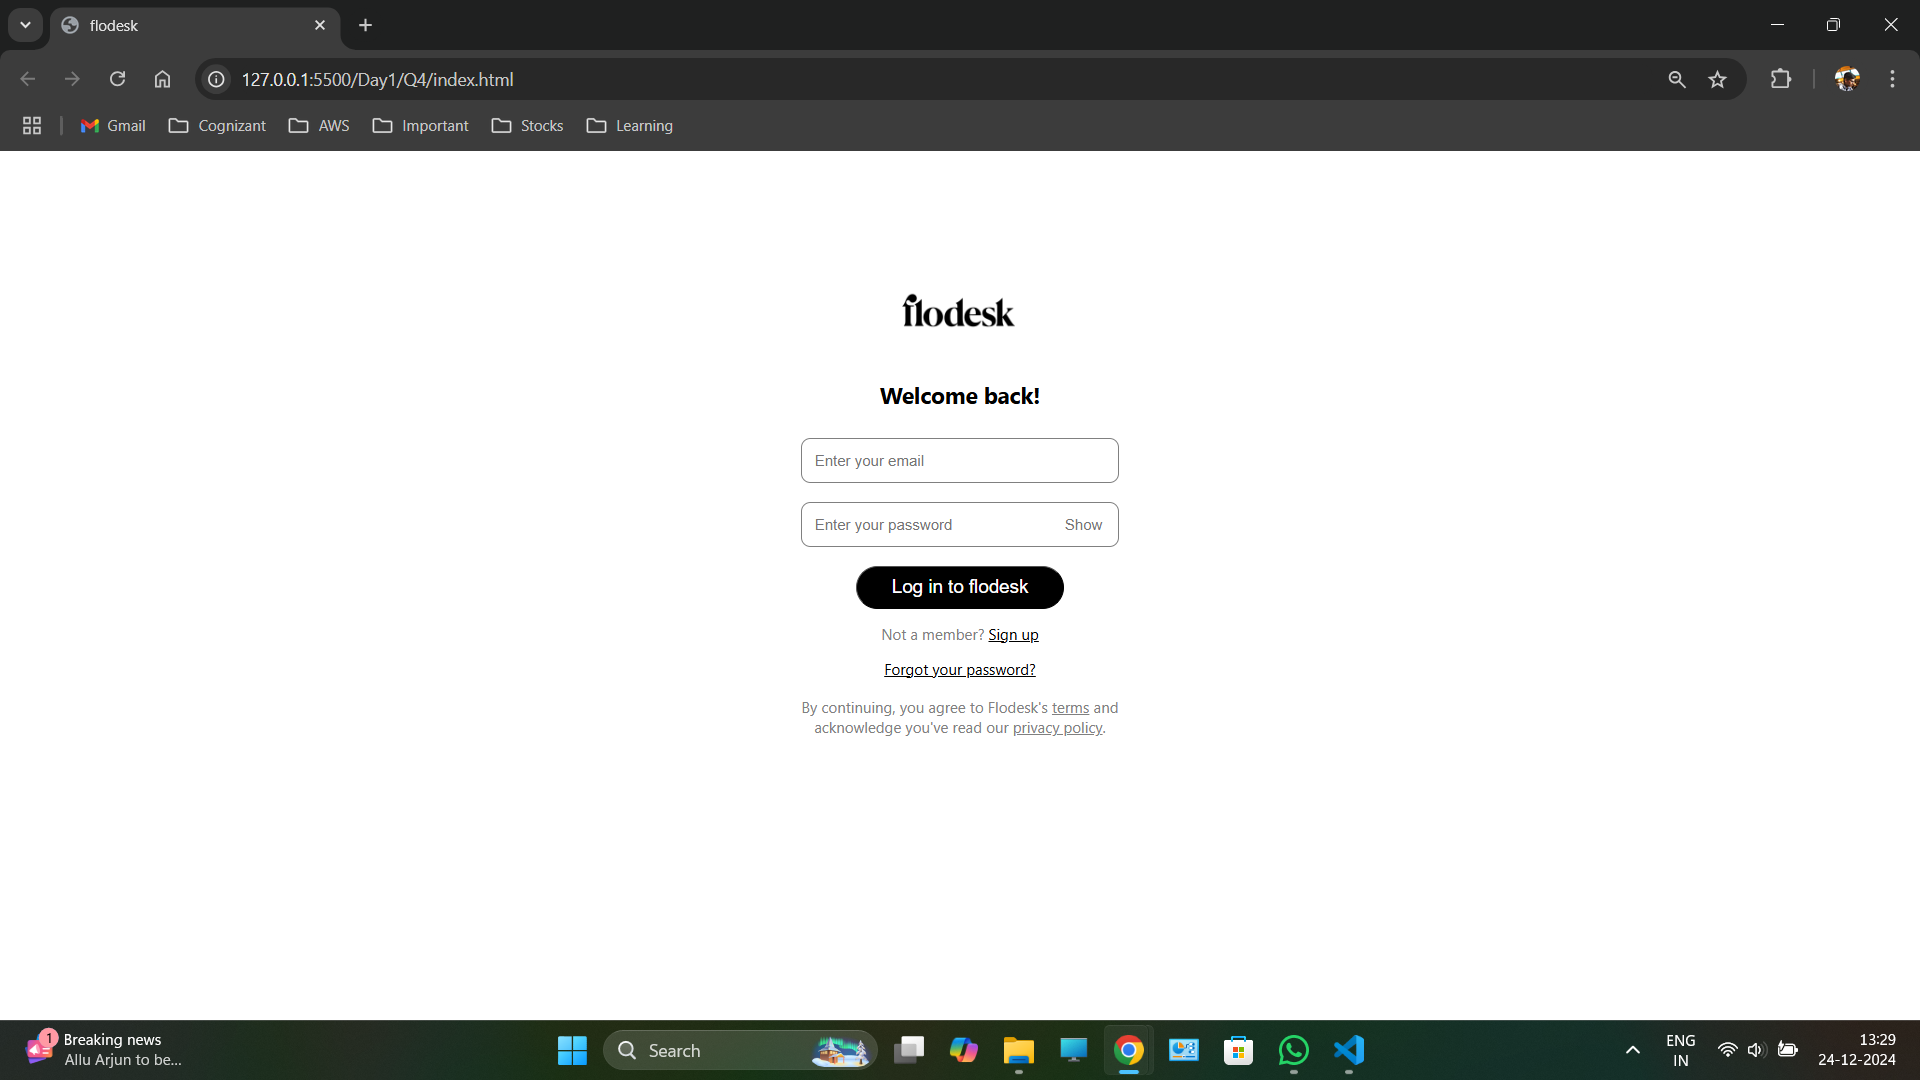 flodesk
127.0.0.1:5500/Day1/Q4/index.html
Gmail Cognizant AWS Important Stocks Learning
flodesk
Welcome back!
Enter your email
Enter your password Show
Log in to flodesk
Not a member? Sign up
Forgot your password?
By continuing, you agree to Flodesk's terms and
acknowledge you've read our privacy policy.
1 Breaking news
Allu Arjun to be...
Search
ENG
IN
13:29
24-12-2024